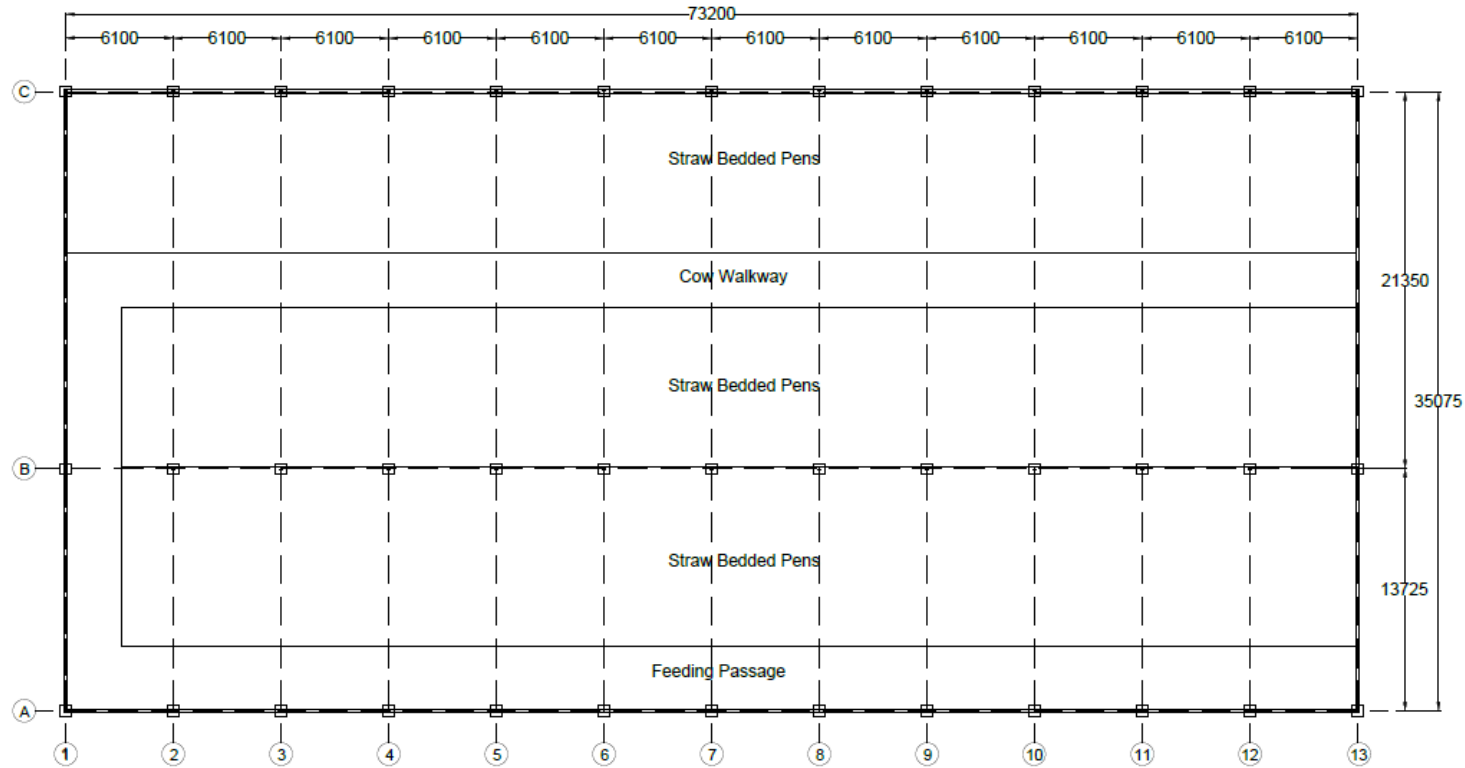 73200
6100 6100 6100 6100 6100 6100 6100 6100 6100 6100 6100 6100
C
Straw Bedded Pens
Cow Walkway
21350
Straw Bedded Pens
35075
B
Straw Bedded Pens
13725
Feeding Passage
A
1 2 3 4 5 6 7 8 9 10 11 12 13